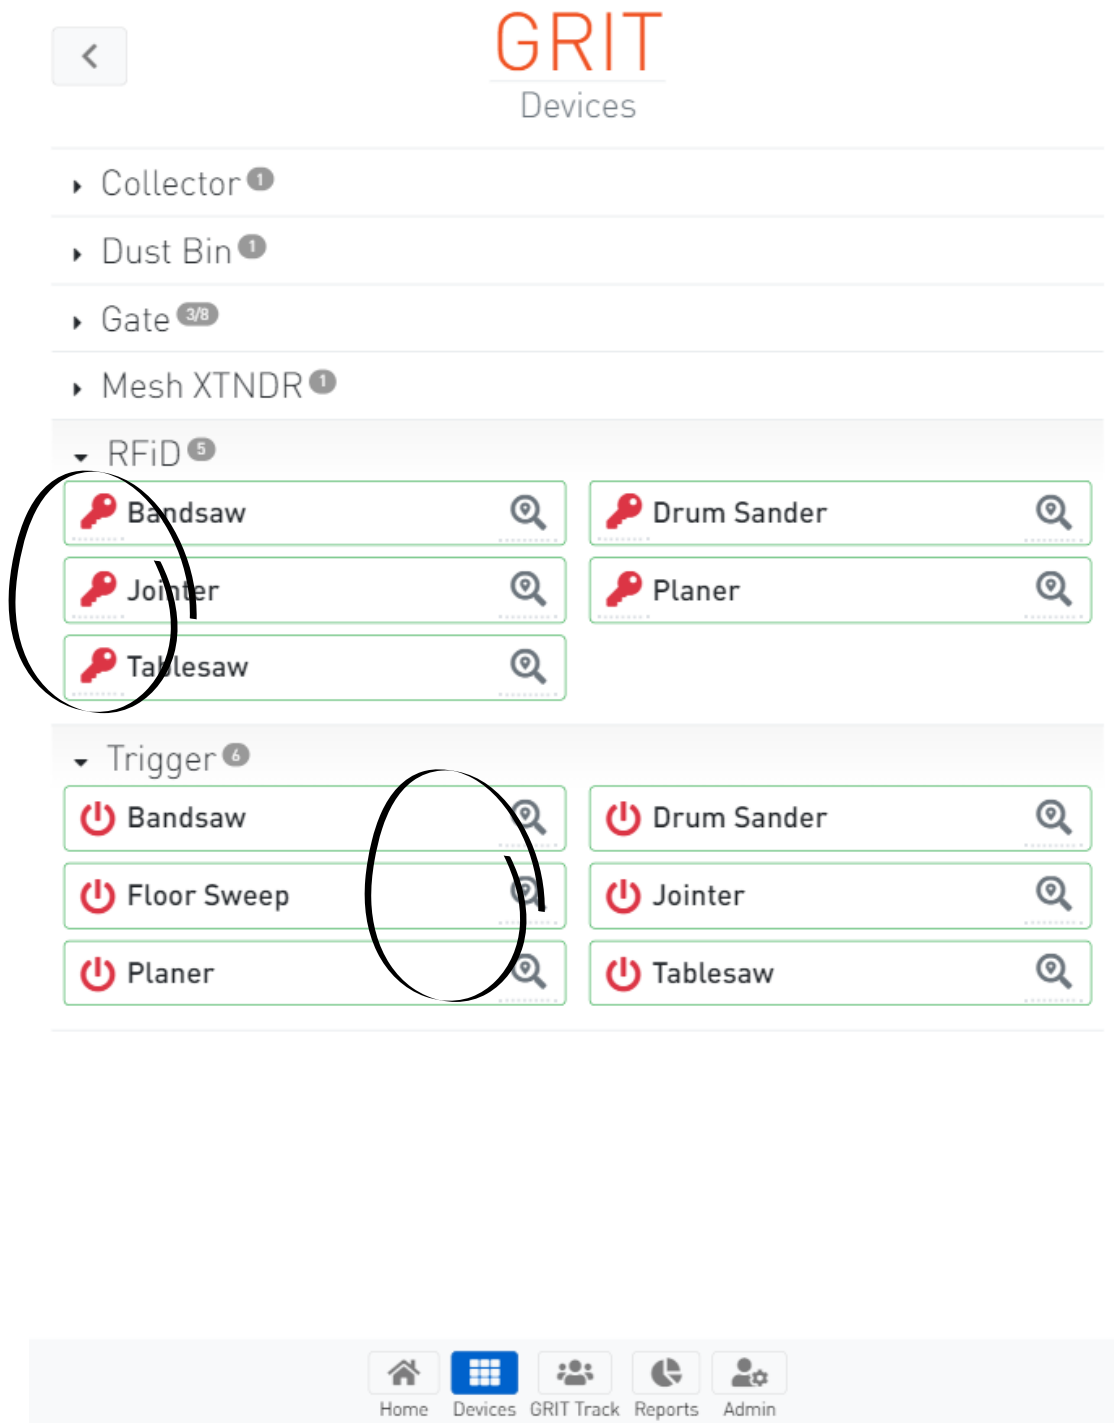 GRIT
Devices
Collector 1
Dust Bin 1
Gate 3/8
Mesh XTNDR 1
RFiD 5
Bandsaw Drum Sander
Jointer Planer
Tablesaw
Trigger 6
Bandsaw Drum Sander
Floor Sweep Jointer
Planer Tablesaw
Home Devices GRIT Track Reports Admin